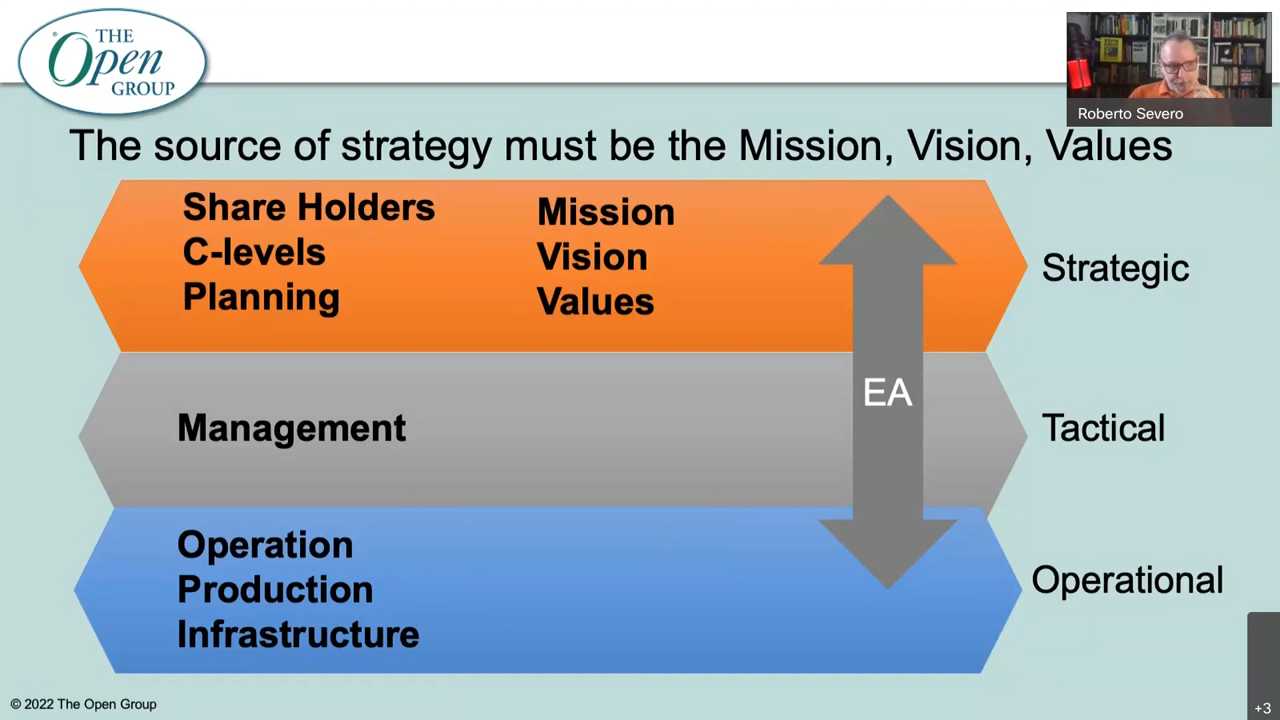 THE
Open
GROUP
Roberto Severo
The source of strategy must be the Mission, Vision, Values
Share Holders
C-levels
Planning
Mission
Vision
Values
Strategic
EA
Management
Tactical
Operation
Production
Infrastructure
Operational
© 2022 The Open Group
+3